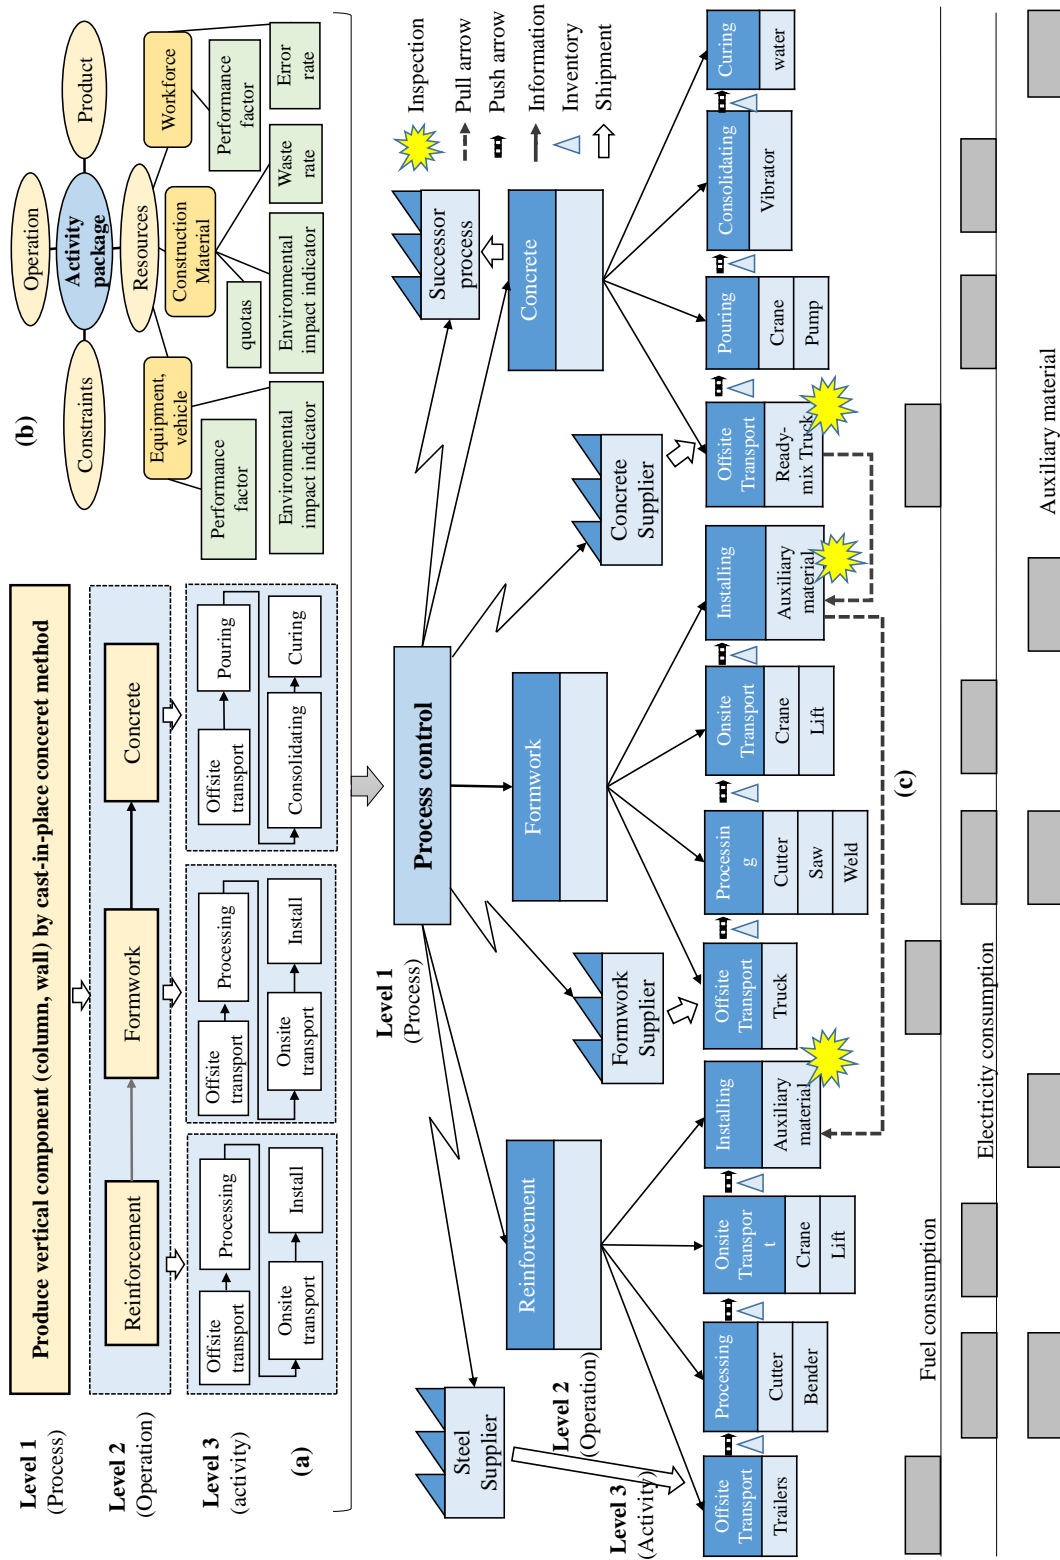 Level 1
(Process)
Produce vertical component (column, wall) by cast-in-place concret method
Level 2
(Operation)
Reinforcement
Formwork
Concrete
Level 3
(activity)
Offsite
transport
Processing
Onsite
transport
Install
Offsite
transport
Processing
Onsite
transport
Install
Offsite
transport
Pouring
Consolidating
Curing
(a)
(b)
Operation
Constraints
Activity
package
Product
Resources
Equipment,
vehicle
Construction
Material
Workforce
Performance
factor
quotas
Performance
factor
Environmental
impact indicator
Environmental
impact indicator
Waste
rate
Error
rate
Level 1
(Process)
Process control
Steel
Supplier
Formwork
Supplier
Concrete
Supplier
Successor
process
Inspection
Pull arrow
Push arrow
Information
Inventory
Shipment
Level 2
(Operation)
Reinforcement
Formwork
Concrete
Level 3
(Activity)
Offsite
Transport
Trailers
Processing
Cutter
Bender
Onsite
Transpor
t
Crane
Lift
Installing
Auxiliary
material
Offsite
Transport
Truck
Processin
g
Cutter
Saw
Weld
Onsite
Transport
Crane
Lift
Installing
Auxiliary
material
Offsite
Transport
Ready-
mix Truck
Pouring
Crane
Pump
Consolidating
Vibrator
Curing
water
(c)
Fuel consumption
Electricity consumption
Auxiliary material